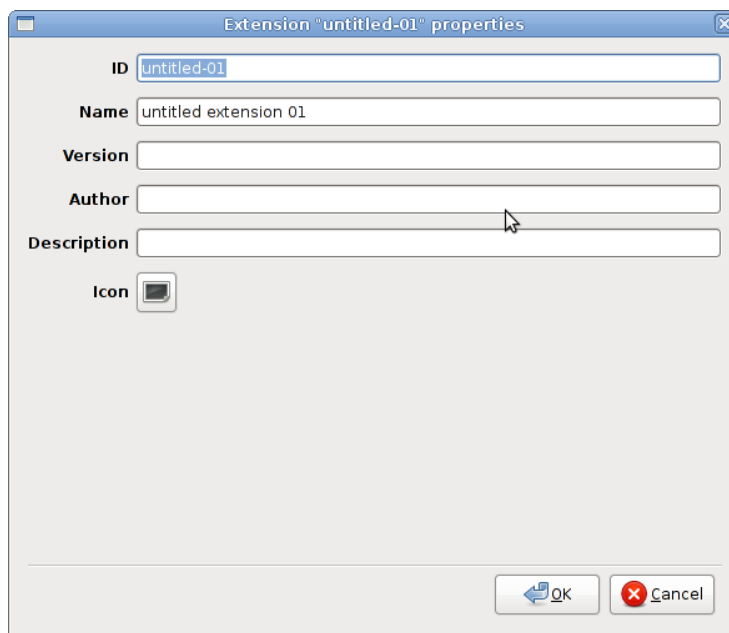 Extension "untitled-01" properties
ID untitled-01
Name untitled extension 01
Version
Author
Description
Icon
OK Cancel